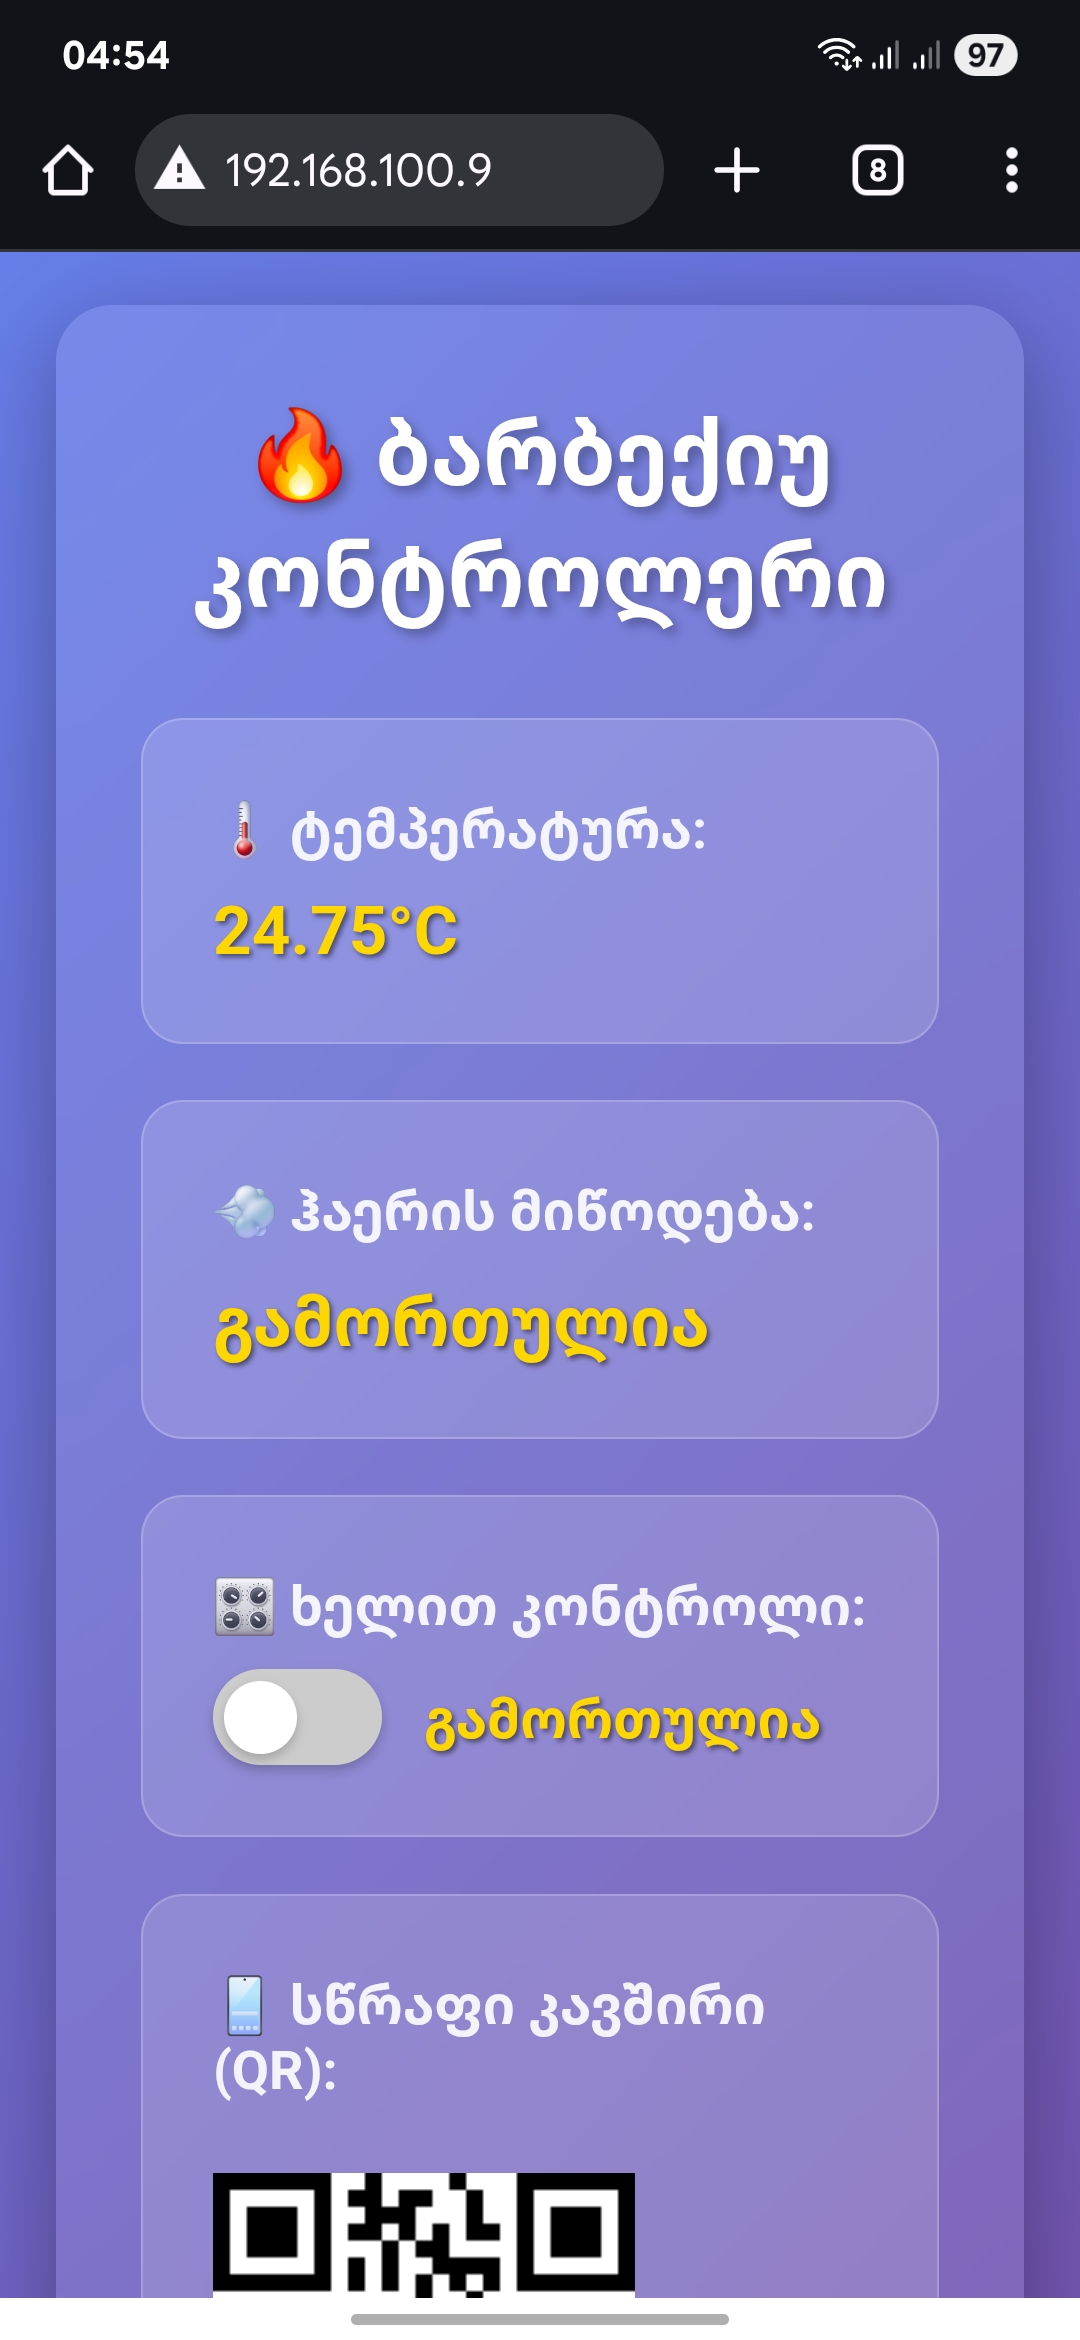 04:54
97
192.168.100.9
8
🔥 ბარბექიუ
კონტროლერი
🌡️ ტემპერატურა:
24.75°C
💨 ჰაერის მიწოდება:
გამორთულია
🎛️ ხელით კონტროლი:
გამორთულია
📱 სწრაფი კავშირი
(QR):